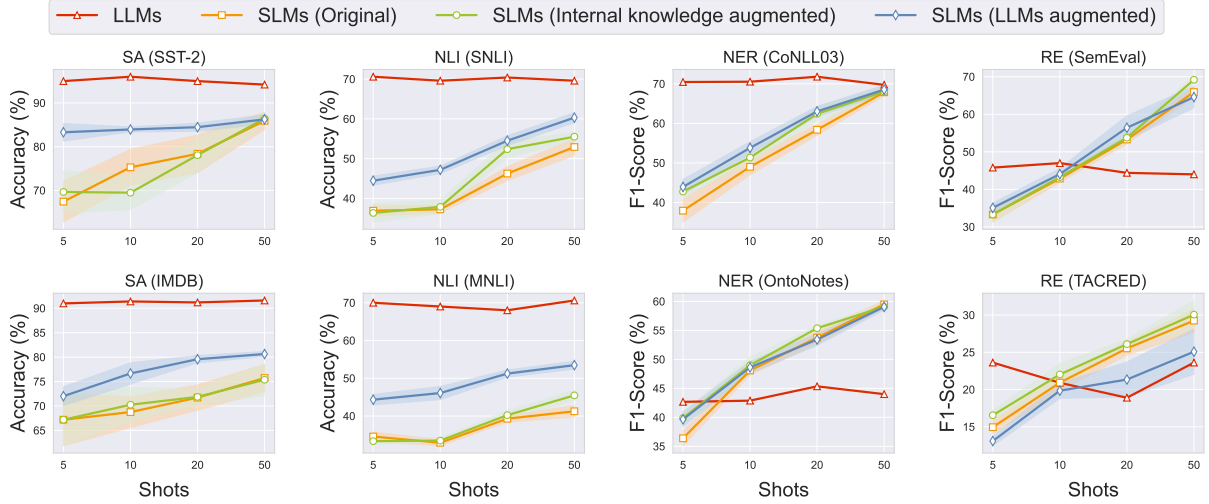 LLMs SLMs (Original) SLMs (Internal knowledge augmented) SLMs (LLMs augmented)
SA (SST-2) NLI (SNLI) NER (CoNLL03) RE (SemEval)
Accuracy (%) 90 80 70 5 10 20 50
Accuracy (%) 70 60 50 40 5 10 20 50
F1-Score (%) 70 60 50 40 5 10 20 50
F1-Score (%) 70 60 50 40 30 5 10 20 50
SA (IMDB) NLI (MNLI) NER (OntoNotes) RE (TACRED)
Accuracy (%) 90 85 80 75 70 65 5 10 20 50
Accuracy (%) 70 60 50 40 5 10 20 50
F1-Score (%) 60 55 50 45 40 35 5 10 20 50
F1-Score (%) 30 25 20 15 5 10 20 50
Shots Shots Shots Shots